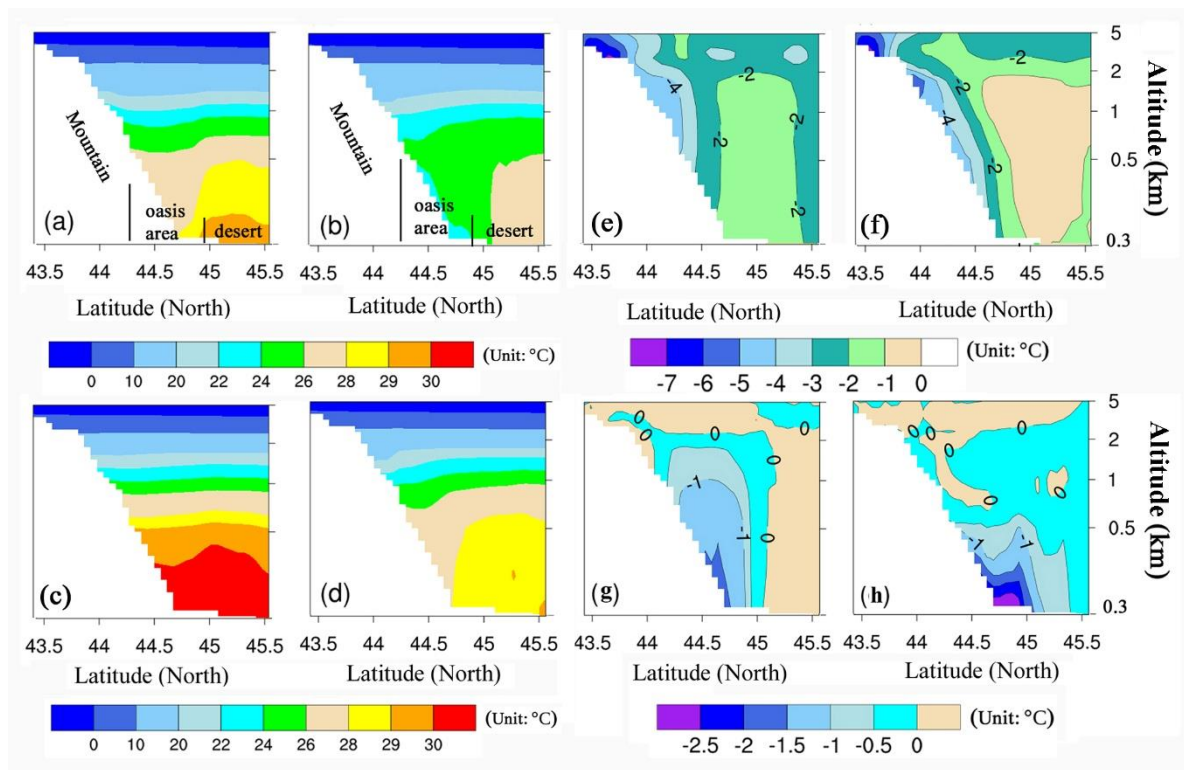 Mountain
(a)
oasis
area
desert
43.5 44 44.5 45 45.5
Latitude (North)
Mountain
(b)
oasis
area
desert
43.5 44 44.5 45 45.5
Latitude (North)
0 10 20 22 24 26 28 29 30
(Unit: °C)
-4
-2
-2
-2
(e)
43.5 44 44.5 45 45.5
Latitude (North)
-2
-2
-4
-2
(f)
5
2
1
0.5
0.3
Altitude (km)
43.5 44 44.5 45 45.5
Latitude (North)
-7 -6 -5 -4 -3 -2 -1 0
(Unit: °C)
(c)
43.5 44 44.5 45 45.5
Latitude (North)
(d)
43.5 44 44.5 45 45.5
Latitude (North)
0 10 20 22 24 26 28 29 30
(Unit: °C)
0
0
0
0
-1
-1
0
(g)
43.5 44 44.5 45 45.5
Latitude (North)
0
0
0
0
0
0
-1
-1
(h)
5
2
1
0.5
0.3
Altitude (km)
43.5 44 44.5 45 45.5
Latitude (North)
-2.5 -2 -1.5 -1 -0.5 0
(Unit: °C)